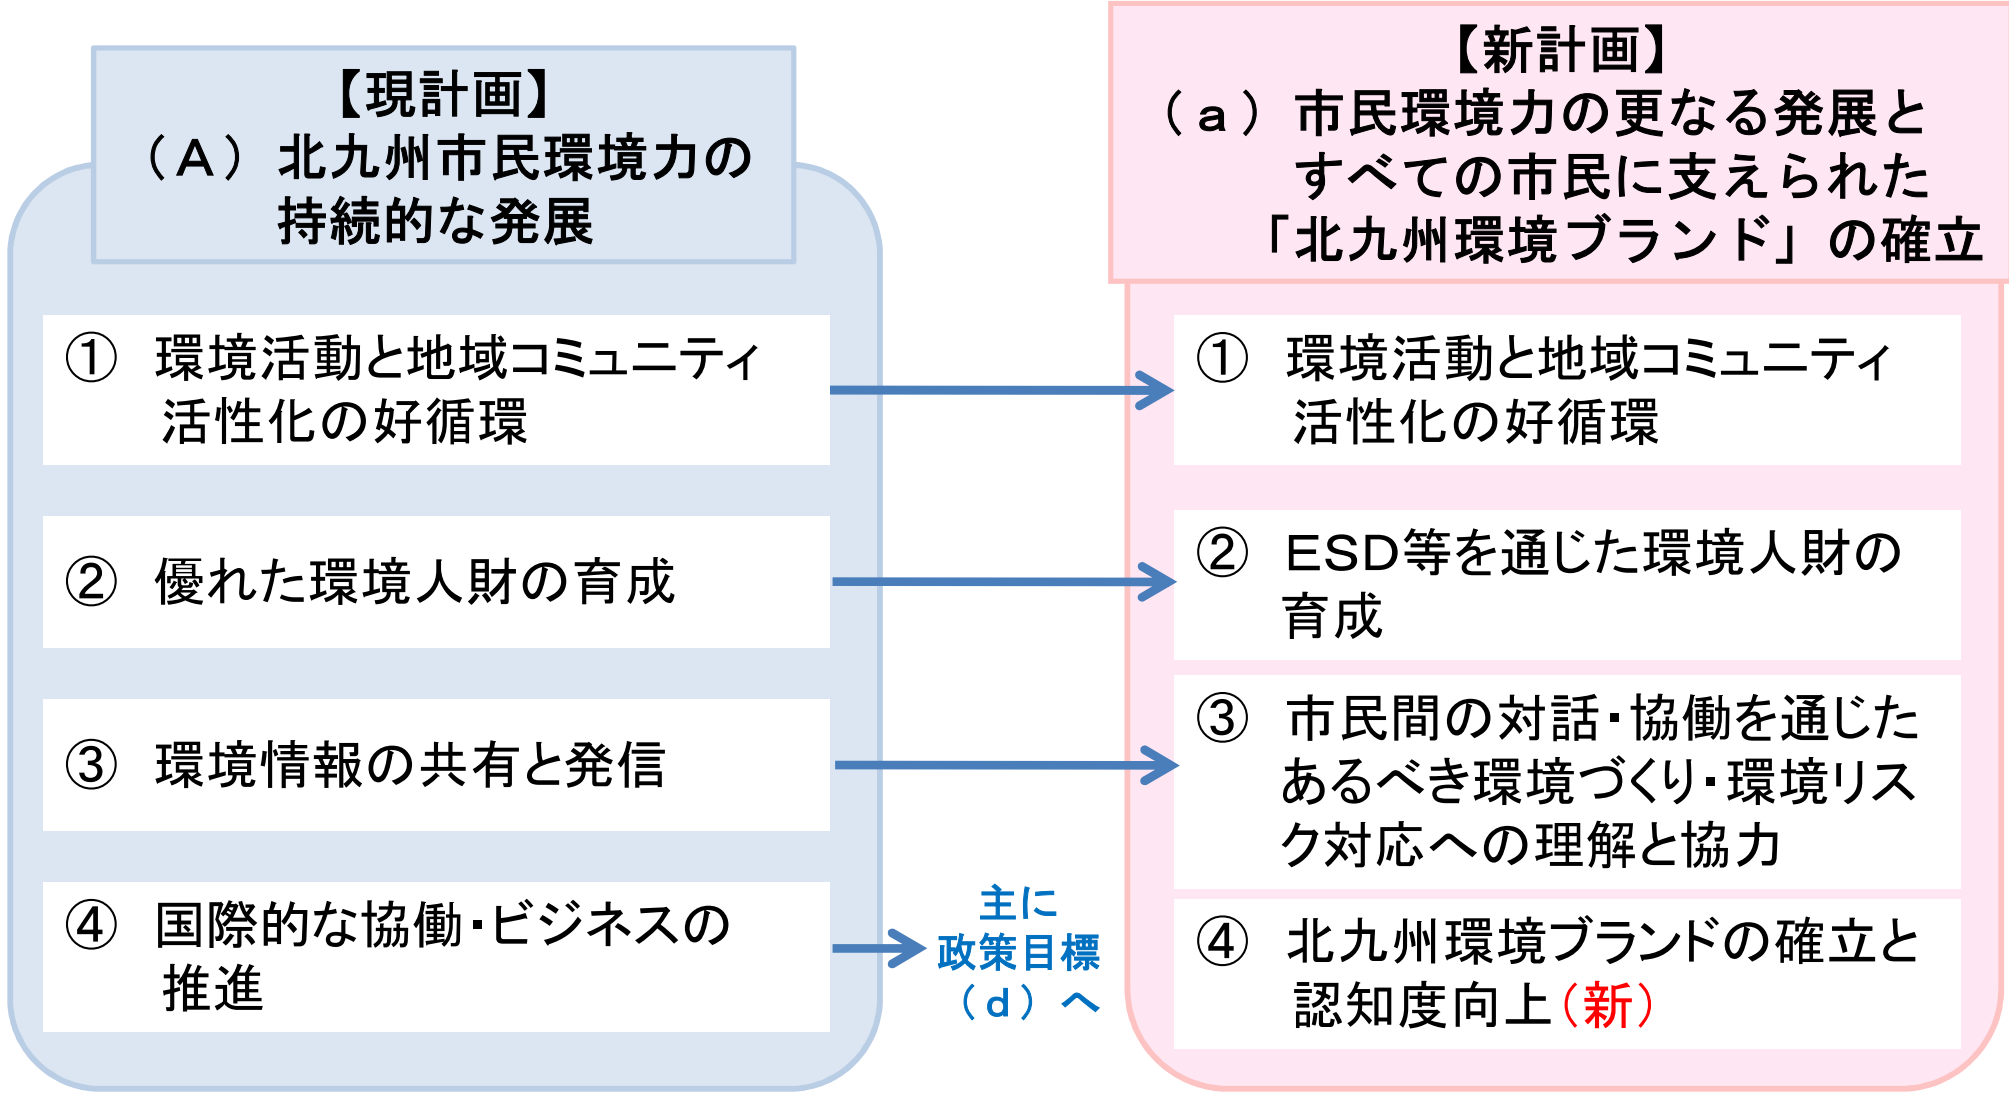 【現計画】
（A）北九州市民環境力の
持続的な発展
① 環境活動と地域コミュニティ
活性化の好循環
② 優れた環境人財の育成
③ 環境情報の共有と発信
④ 国際的な協働・ビジネスの
推進
主に
政策目標
（ｄ）へ
【新計画】
（ａ）市民環境力の更なる発展と
すべての市民に支えられた
「北九州環境ブランド」の確立
① 環境活動と地域コミュニティ
活性化の好循環
② ESD等を通じた環境人財の
育成
③ 市民間の対話・協働を通じた
あるべき環境づくり・環境リス
ク対応への理解と協力
④ 北九州環境ブランドの確立と
認知度向上(新)